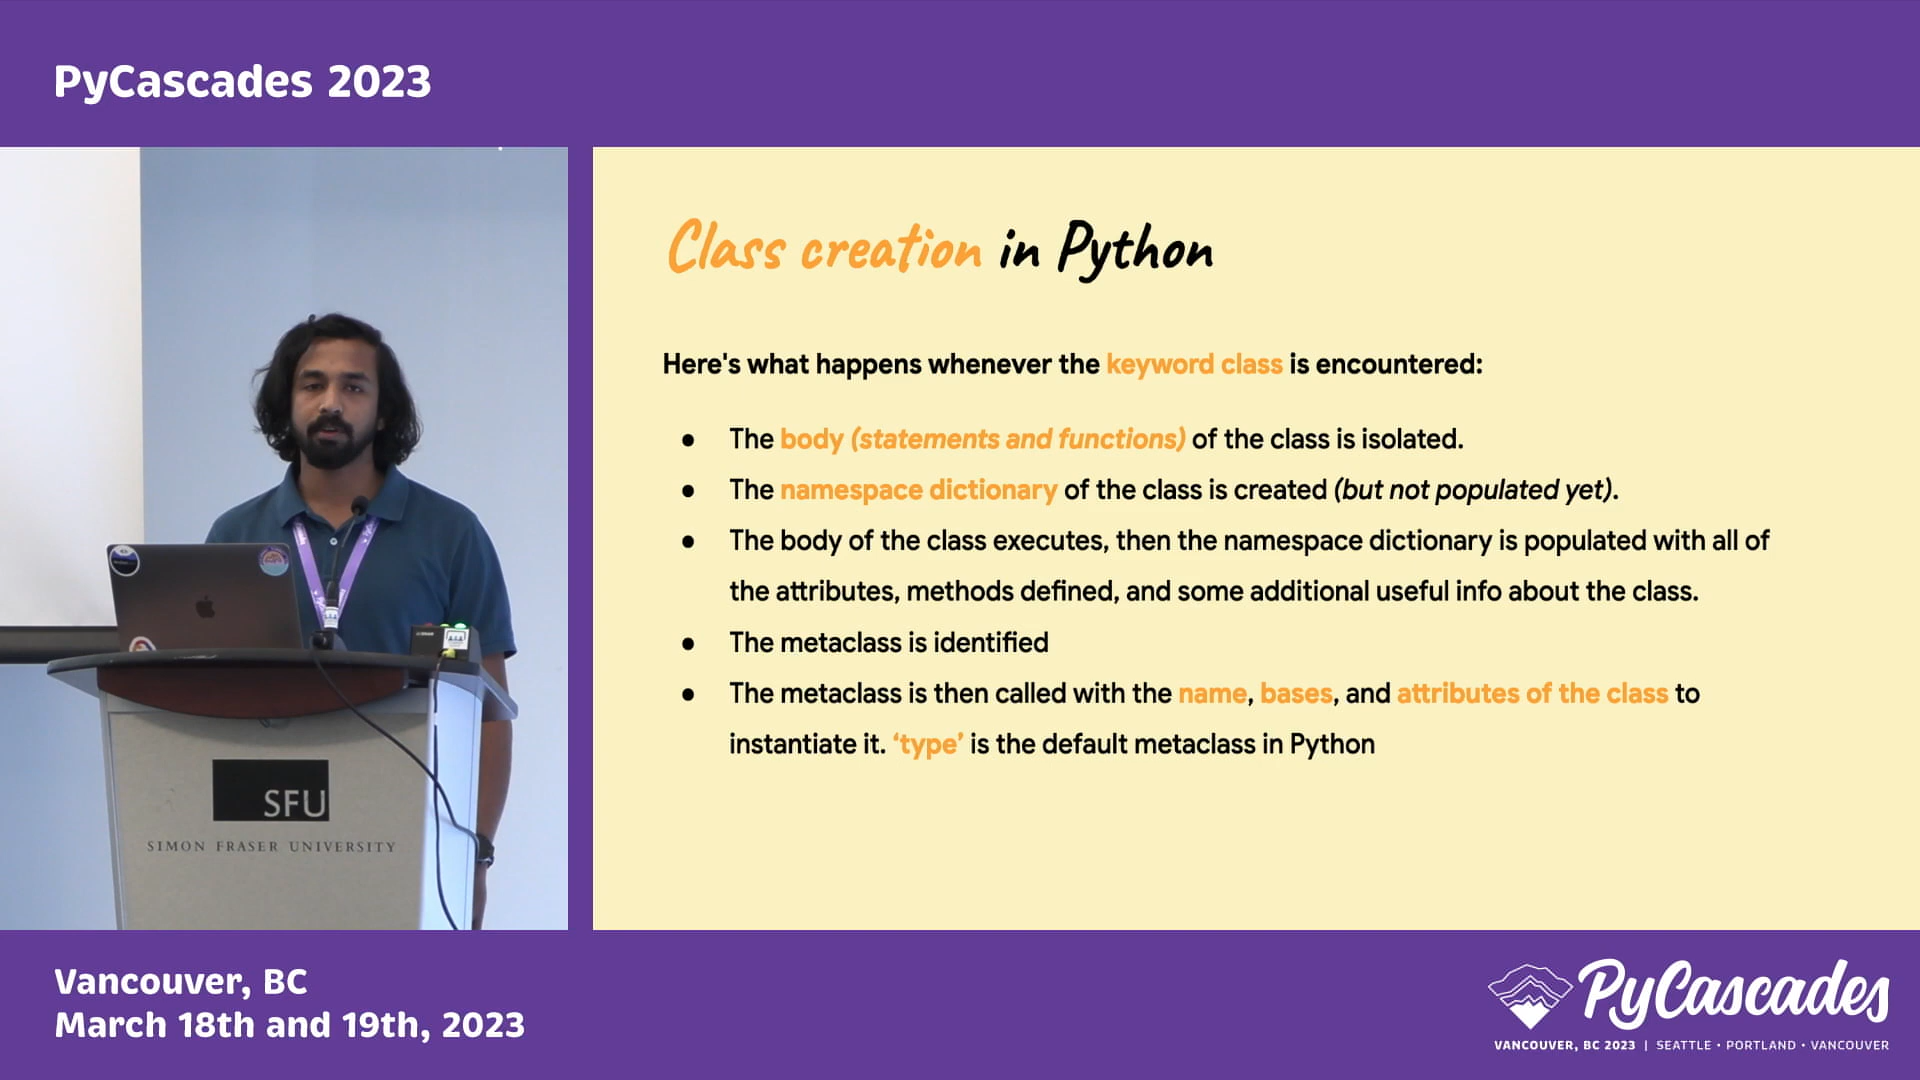 PyCascades 2023
Class creation in Python
Here's what happens whenever the keyword class is encountered:
● The body (statements and functions) of the class is isolated.
● The namespace dictionary of the class is created (but not populated yet).
● The body of the class executes, then the namespace dictionary is populated with all of
the attributes, methods defined, and some additional useful info about the class.
● The metaclass is identified
● The metaclass is then called with the name, bases, and attributes of the class to
instantiate it. ‘type’ is the default metaclass in Python
SFU
SIMON FRASER UNIVERSITY
Vancouver, BC
March 18th and 19th, 2023
PyCascades
VANCOUVER, BC 2023 | SEATTLE • PORTLAND • VANCOUVER